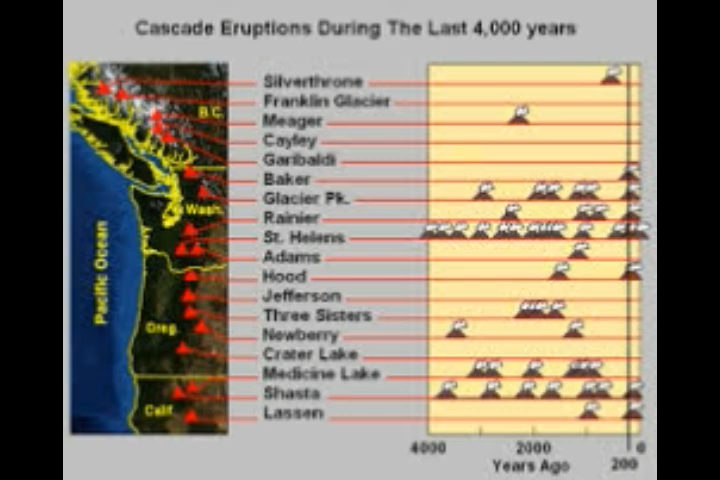 Cascade Eruptions During The Last 4,000 years
Silverthrone
Franklin Glacier
Meager
Cayley
Garibaldi
Baker
Glacier Pk.
Rainier
St. Helens
Adams
Hood
Jefferson
Three Sisters
Newberry
Crater Lake
Medicine Lake
Shasta
Lassen
B.C.
Wash.
Pacific Ocean
Oreg.
Calif.
4000 2000 0
Years Ago 200